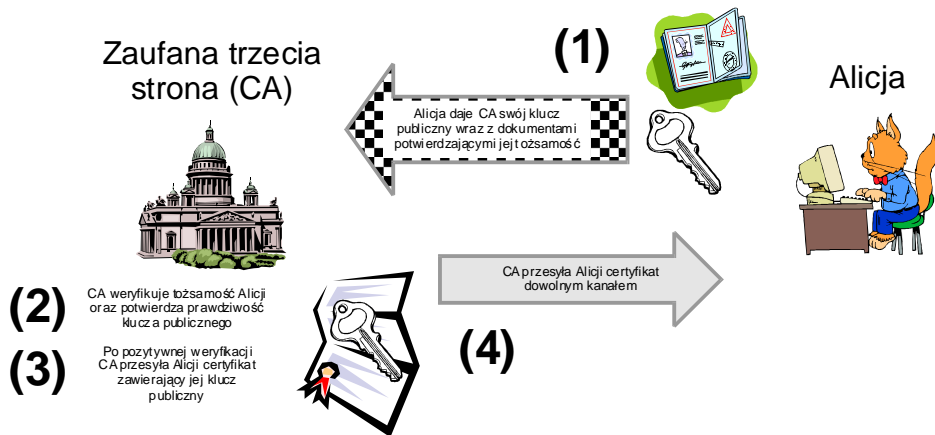 Zaufana trzecia
strona (CA)
(1)
Alicja
Alicja daje CA swój klucz
publiczny wraz z dokumentami
potwierdzającymi jej tożsamość
CA przesyła Alicji certyfikat
dowolnym kanałem
(2)
CA weryfikuje tożsamość Alicji
oraz potwierdza prawdziwość
klucza publicznego
(3)
Po pozytywnej weryfikacji
CA przesyła Alicji certyfikat
zawierający jej klucz
publiczny
(4)